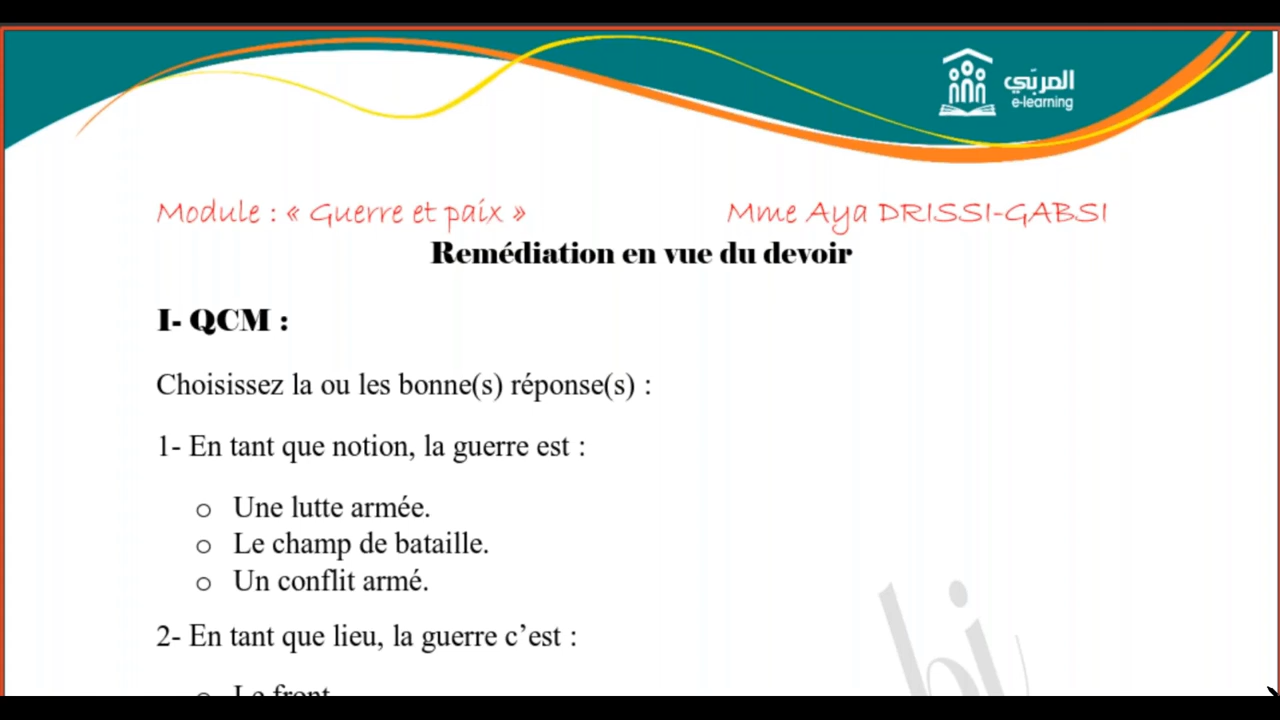 المربّي
e-learning
Module : « Guerre et paix » Mme Aya DRISSI-GABSI
Remédiation en vue du devoir
I- QCM :
Choisissez la ou les bonne(s) réponse(s) :
1- En tant que notion, la guerre est :
o Une lutte armée.
o Le champ de bataille.
o Un conflit armé.
2- En tant que lieu, la guerre c’est :
o Le front